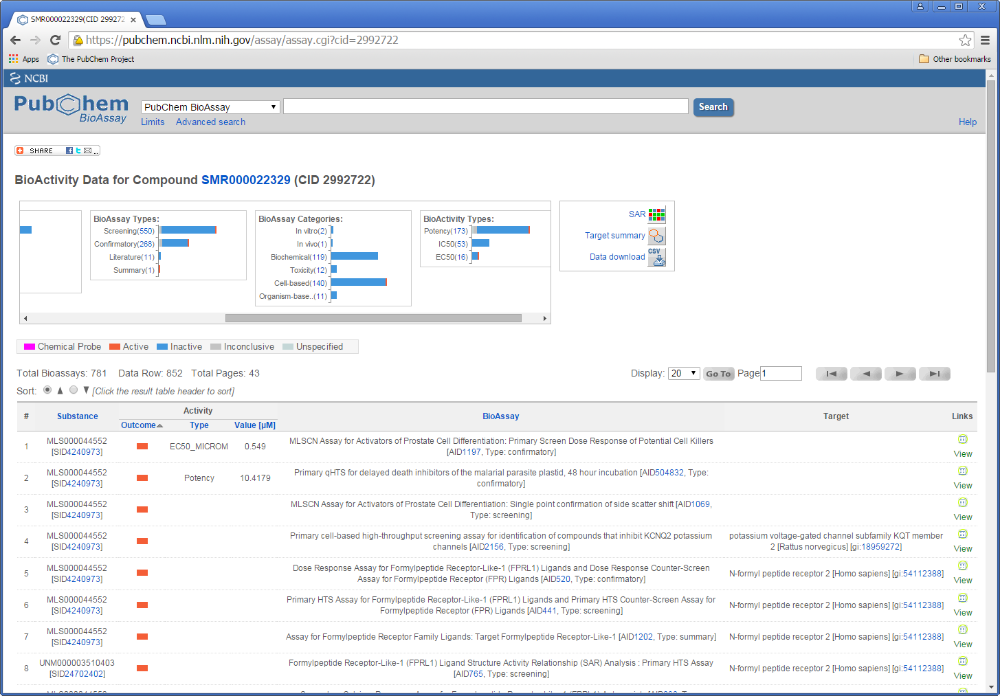 SMR000022329(CID 299272
https://pubchem.ncbi.nlm.nih.gov/assay/assay.cgi?cid=2992722
Apps The PubChem Project Other bookmarks
NCBI
PubChem
BioAssay
PubChem BioAssay Search
Limits Advanced search Help
SHARE ...
BioActivity Data for Compound SMR000022329 (CID 2992722)
BioAssay Types:
Screening(550)
Confirmatory(268)
Literature(11)
Summary(1)
BioAssay Categories:
In vitro(2)
In vivo(1)
Biochemical(119)
Toxicity(12)
Cell-based(140)
Organism-base..(11)
BioActivity Types:
Potency(173)
IC50(53)
EC50(16)
SAR
Target summary
Data download CSV
Chemical Probe Active Inactive Inconclusive Unspecified
Total Bioassays: 781 Data Row: 852 Total Pages: 43 Display: 20 Go To Page 1
Sort: [Click the result table header to sort]
# Substance Activity BioAssay Target Links
Outcome Type Value [µM]
1 MLS000044552 [SID4240973] EC50_MICROM 0.549 MLSCN Assay for Activators of Prostate Cell Differentiation: Primary Screen Dose Response of Potential Cell Killers
[AID1197, Type: confirmatory] View
2 MLS000044552 [SID4240973] Potency 10.4179 Primary qHTS for delayed death inhibitors of the malarial parasite plastid, 48 hour incubation [AID504832, Type:
confirmatory] View
3 MLS000044552 [SID4240973] MLSCN Assay for Activators of Prostate Cell Differentiation: Single point confirmation of side scatter shift [AID1069,
Type: screening] View
4 MLS000044552 [SID4240973] Primary cell-based high-throughput screening assay for identification of compounds that inhibit KCNQ2 potassium
channels [AID2156, Type: screening] potassium voltage-gated channel subfamily KQT member
2 [Rattus norvegicus] [gi:18959272] View
5 MLS000044552 [SID4240973] Dose Response Assay for Formylpeptide Receptor-Like-1 (FPRL1) Ligands and Dose Response Counter-Screen
Assay for Formylpeptide Receptor (FPR) Ligands [AID520, Type: confirmatory] N-formyl peptide receptor 2 [Homo sapiens] [gi:54112388] View
6 MLS000044552 [SID4240973] Primary HTS Assay for Formylpeptide Receptor-Like-1 (FPRL1) Ligands and Primary HTS Counter-Screen Assay for
Formylpeptide Receptor (FPR) Ligands [AID441, Type: screening] N-formyl peptide receptor 2 [Homo sapiens] [gi:54112388] View
7 MLS000044552 [SID4240973] Assay for Formylpeptide Receptor Family Ligands: Target Formylpeptide Receptor-Like-1 [AID1202, Type: summary] N-formyl peptide receptor 2 [Homo sapiens] [gi:54112388] View
8 UNM000003510403 [SID24702402] Formylpeptide Receptor-Like-1 (FPRL1) Ligand Structure Activity Relationship (SAR) Analysis : Primary HTS Assay
[AID765, Type: screening] N-formyl peptide receptor 2 [Homo sapiens] [gi:54112388] View